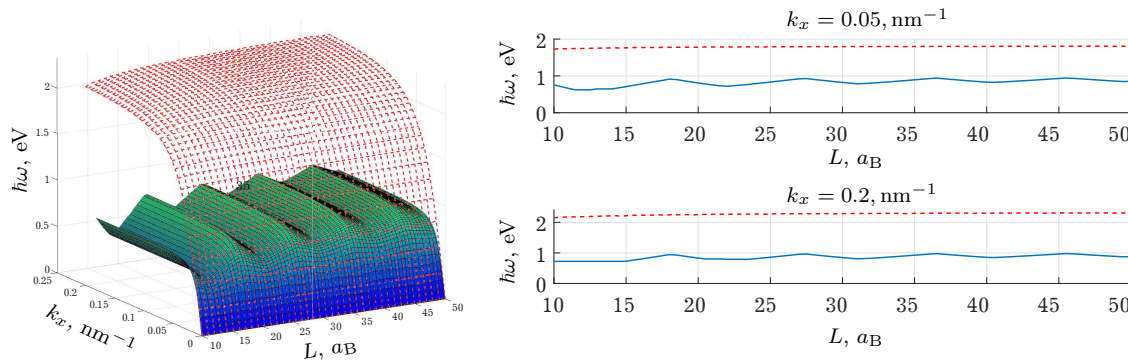 2
1.5
1
0.5
0
ħω, eV
0.25
0.2
0.15
0.1
0.05
0
kₓ, nm⁻¹
10
15
20
25
30
35
40
45
50
L, a_B
kₓ = 0.05, nm⁻¹
2
1
0
ħω, eV
10 15 20 25 30 35 40 45 50
L, a_B
kₓ = 0.2, nm⁻¹
2
1
0
ħω, eV
10 15 20 25 30 35 40 45 50
L, a_B